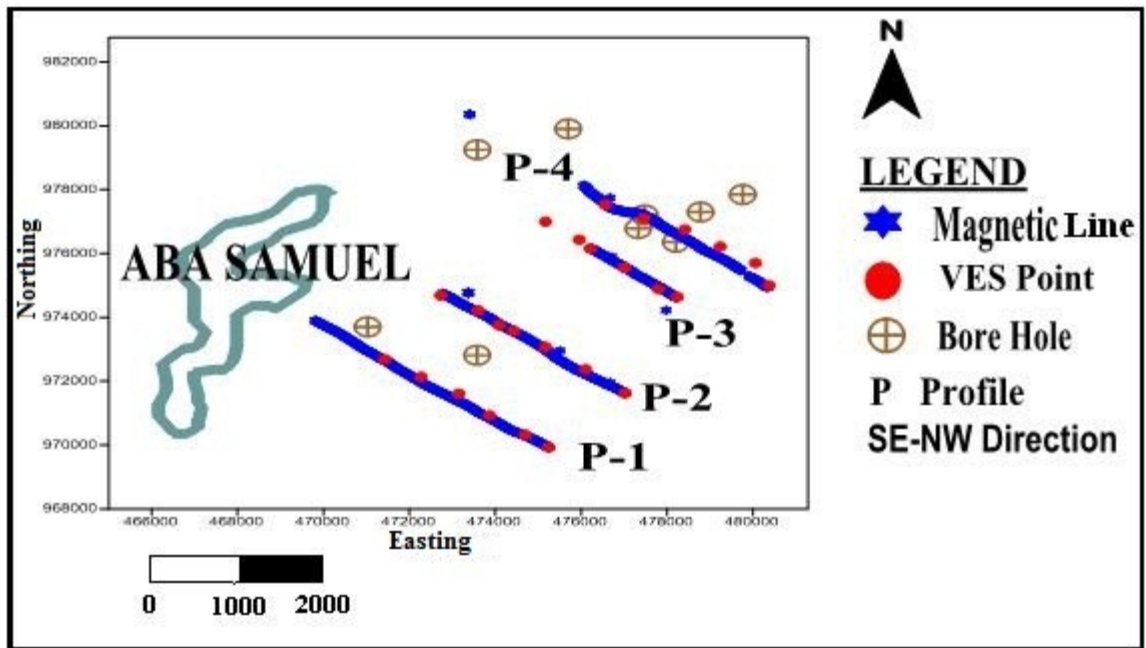 N
982000
980000
978000
976000
974000
972000
970000
968000
Northing
466000 468000 470000 472000 474000 476000 478000 480000
Easting
ABA SAMUEL
P-4
P-3
P-2
P-1
0 1000 2000
LEGEND
Magnetic Line
VES Point
Bore Hole
P Profile
SE-NW Direction